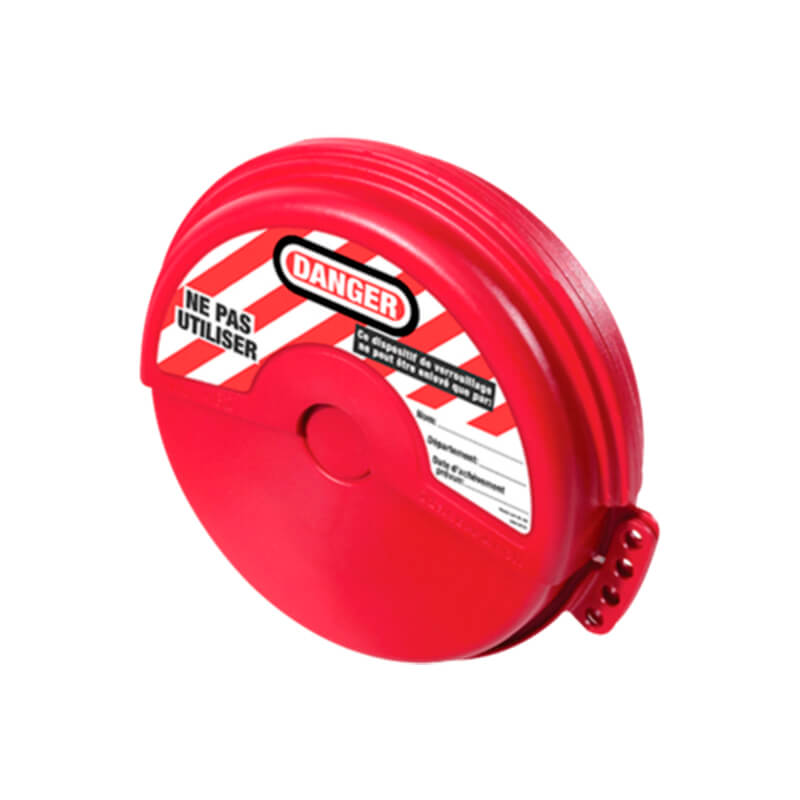 DANGER
NE PAS
UTILISER
Ce dispositif de verrouillage
ne peut être enlevé que par:
Nom:
Département:
Date d'achèvement
prévue: